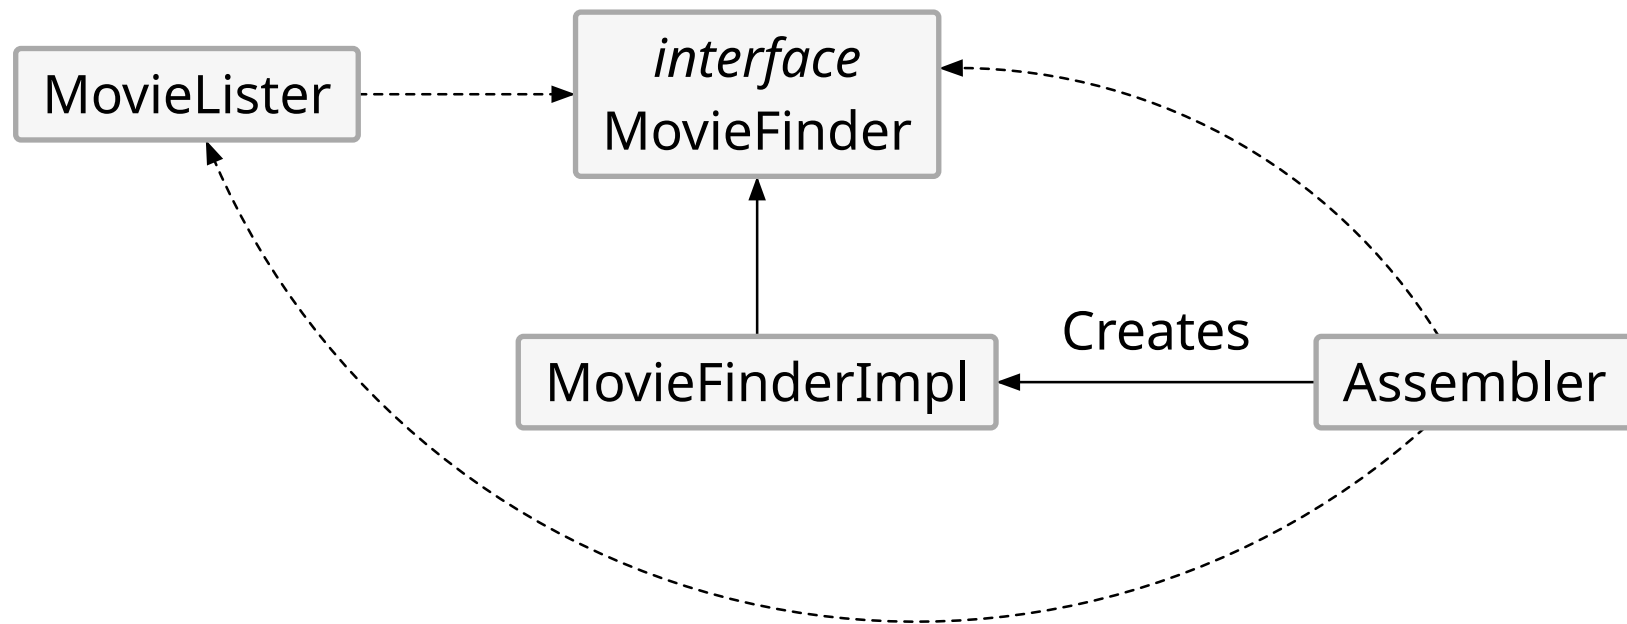 MovieLister
interface
MovieFinder
Creates
MovieFinderImpl
Assembler